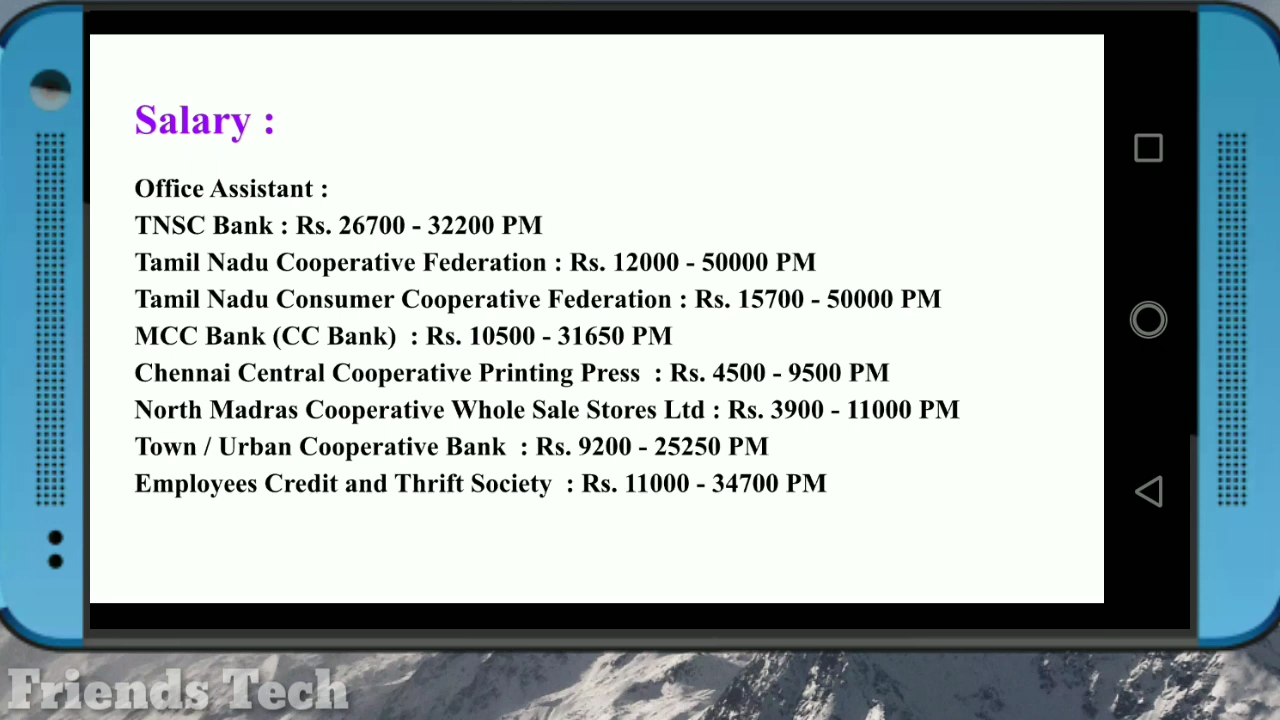 Salary :
Office Assistant :
TNSC Bank : Rs. 26700 - 32200 PM
Tamil Nadu Cooperative Federation : Rs. 12000 - 50000 PM
Tamil Nadu Consumer Cooperative Federation : Rs. 15700 - 50000 PM
MCC Bank (CC Bank)  : Rs. 10500 - 31650 PM
Chennai Central Cooperative Printing Press  : Rs. 4500 - 9500 PM
North Madras Cooperative Whole Sale Stores Ltd : Rs. 3900 - 11000 PM
Town / Urban Cooperative Bank  : Rs. 9200 - 25250 PM
Employees Credit and Thrift Society  : Rs. 11000 - 34700 PM
Friends Tech